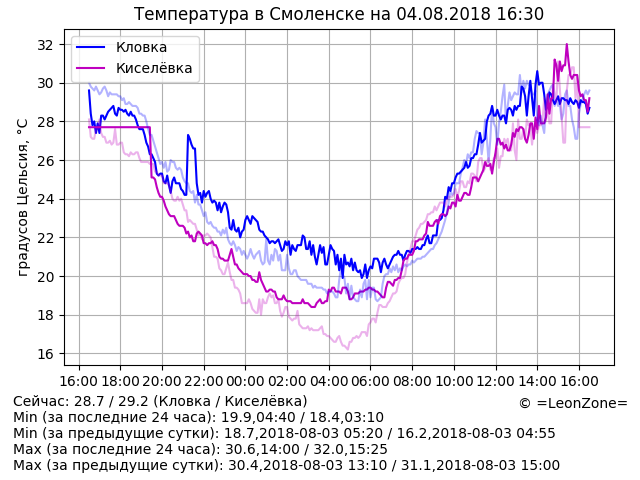 Температура в Смоленске на 04.08.2018 16:30
Кловка
Киселёвка
градусов Цельсия, °C
32
30
28
26
24
22
20
18
16
16:00 18:00 20:00 22:00 00:00 02:00 04:00 06:00 08:00 10:00 12:00 14:00 16:00
Сейчас: 28.7 / 29.2 (Кловка / Киселёвка)
© =LeonZone=
Min (за последние 24 часа): 19.9,04:40 / 18.4,03:10
Min (за предыдущие сутки): 18.7,2018-08-03 05:20 / 16.2,2018-08-03 04:55
Max (за последние 24 часа): 30.6,14:00 / 32.0,15:25
Max (за предыдущие сутки): 30.4,2018-08-03 13:10 / 31.1,2018-08-03 15:00